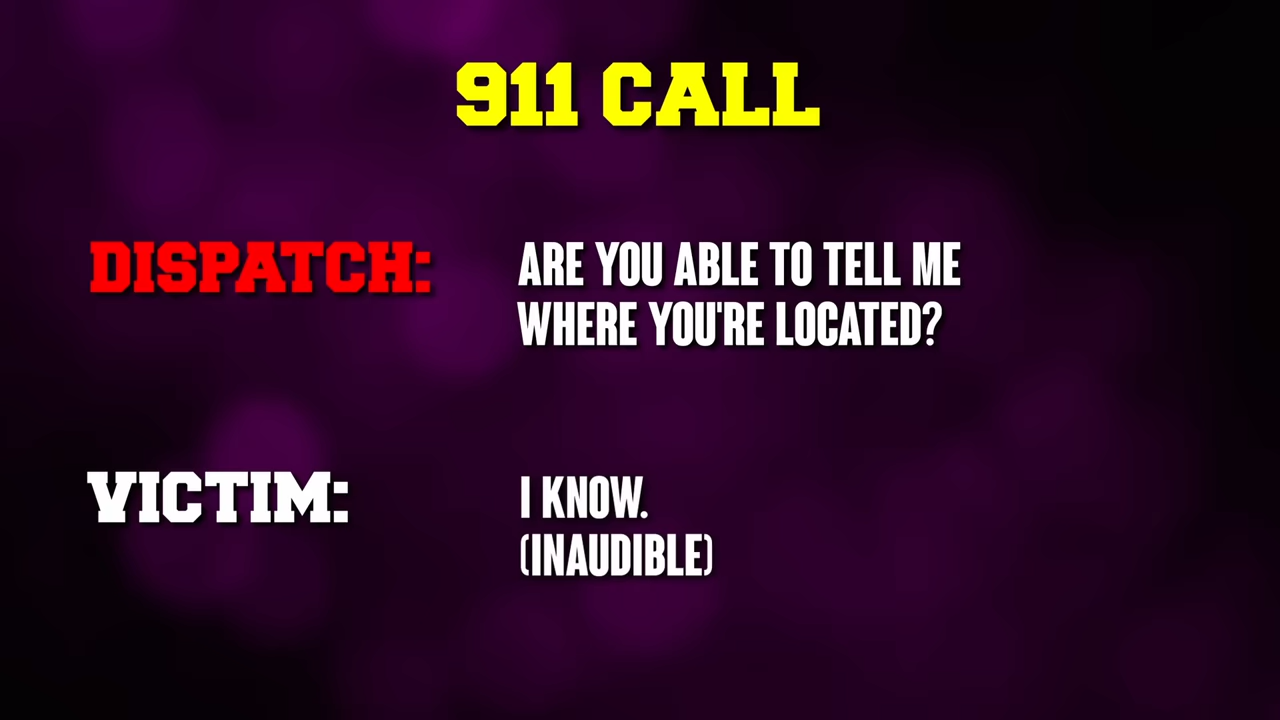 911 CALL
DISPATCH: ARE YOU ABLE TO TELL ME
WHERE YOU'RE LOCATED?
VICTIM: I KNOW.
(INAUDIBLE)